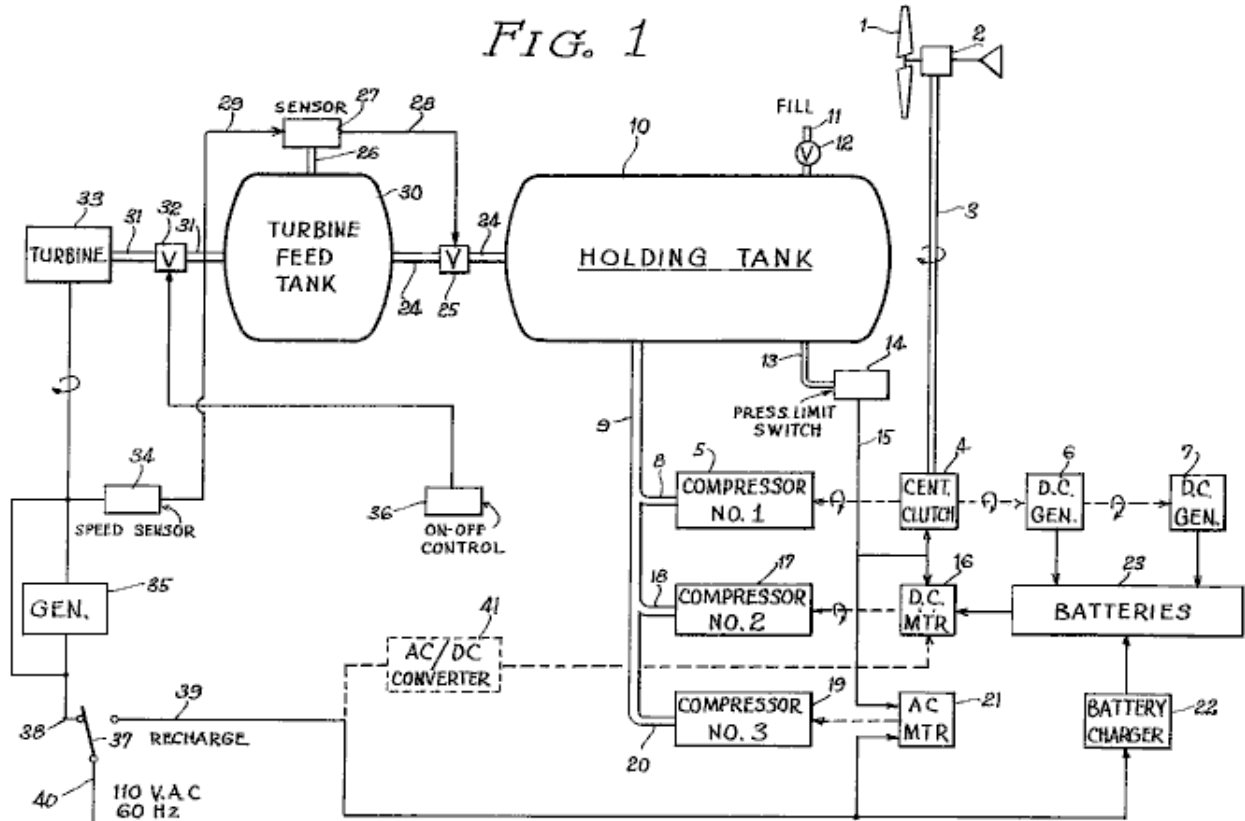 FIG. 1
1
2
29
SENSOR
27
28
FILL
11
12
V
26
10
3
33
31
32
31
30
24
TURBINE
V
TURBINE
FEED
TANK
V
HOLDING TANK
24
25
13
14
PRESS. LIMIT
SWITCH
15
9
34
SPEED SENSOR
36
ON-OFF
CONTROL
8
5
COMPRESSOR
NO. 1
4
CENT.
CLUTCH
6
D.C.
GEN.
7
D.C.
GEN.
35
GEN.
18
17
COMPRESSOR
NO. 2
16
D.C.
MTR
23
BATTERIES
41
AC/DC
CONVERTER
19
COMPRESSOR
NO. 3
20
AC
MTR
21
BATTERY
CHARGER
22
38
37
39
RECHARGE
40
110 V.A.C
60 Hz